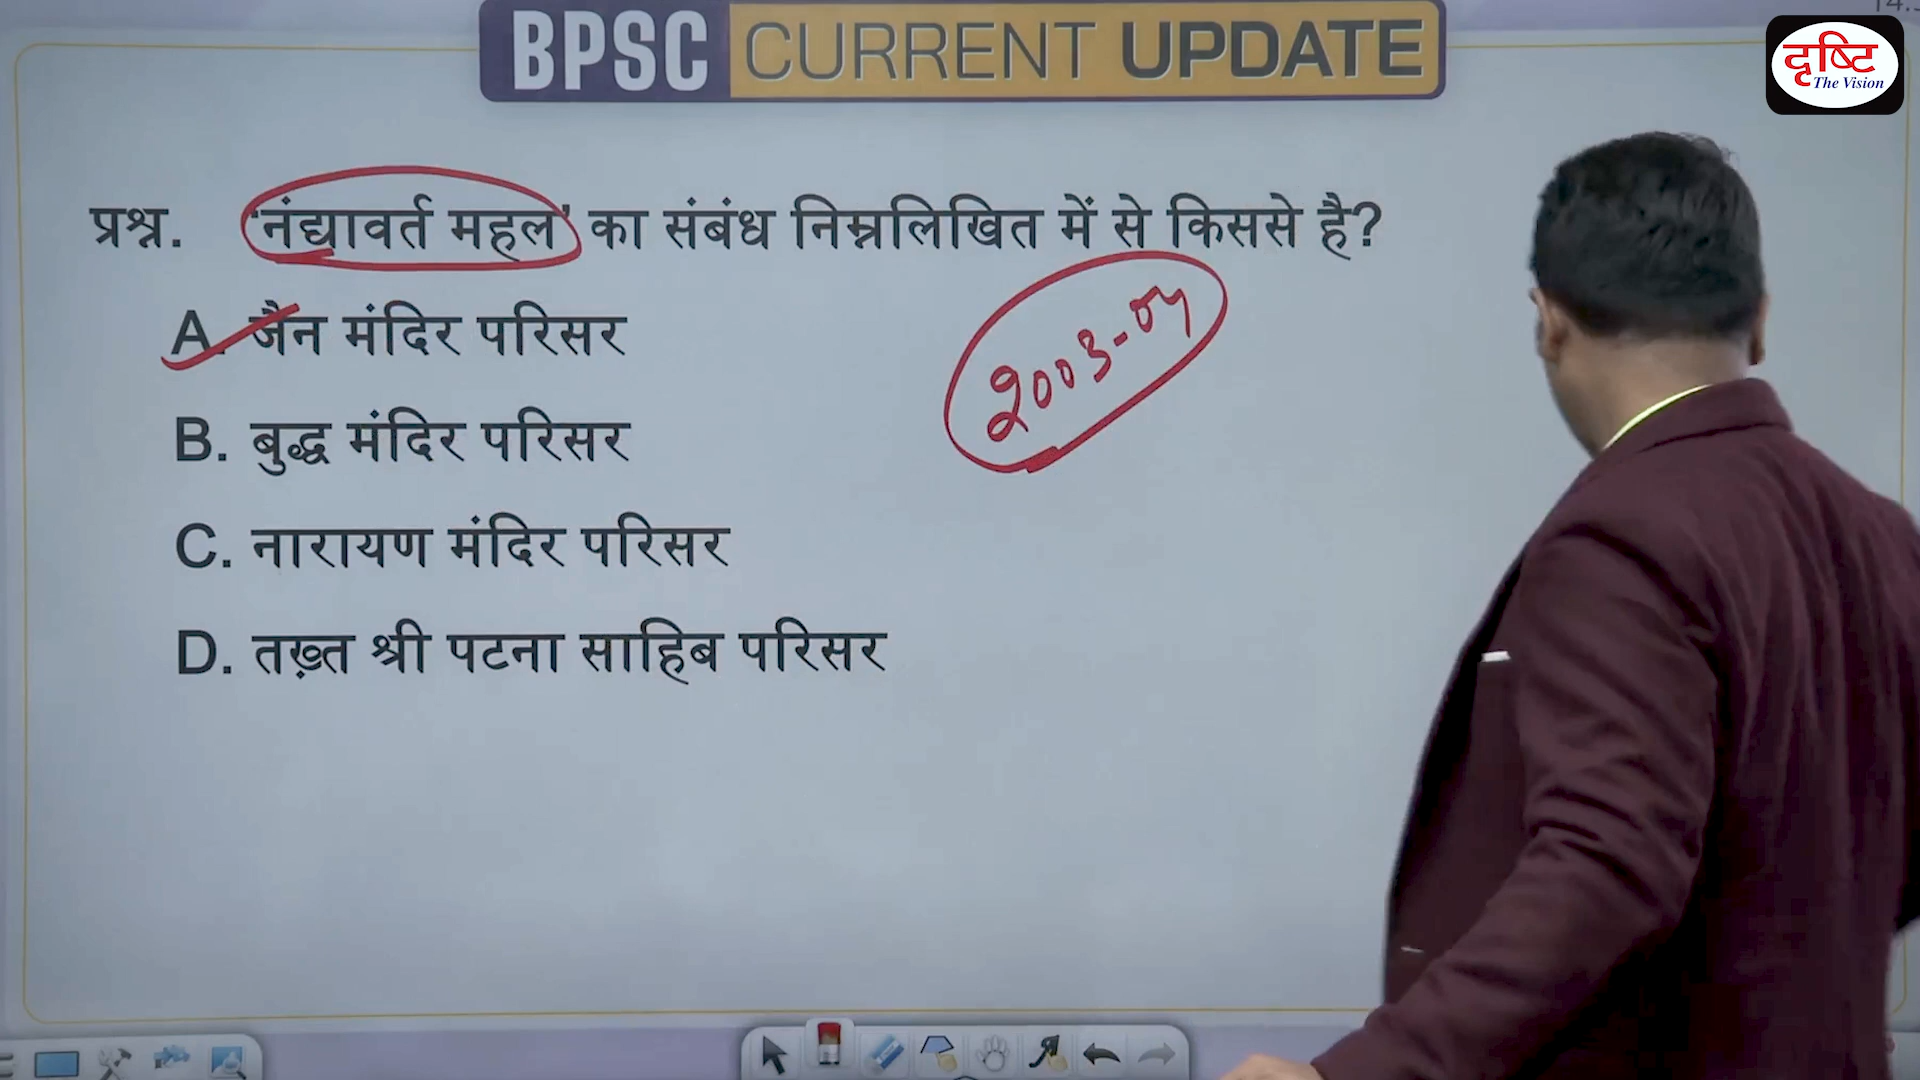 BPSC CURRENT UPDATE
दृष्टि
The Vision
प्रश्न. 'नंद्यावर्त महल' का संबंध निम्नलिखित में से किससे है?
A. जैन मंदिर परिसर
2003-04
B. बुद्ध मंदिर परिसर
C. नारायण मंदिर परिसर
D. तख़्त श्री पटना साहिब परिसर